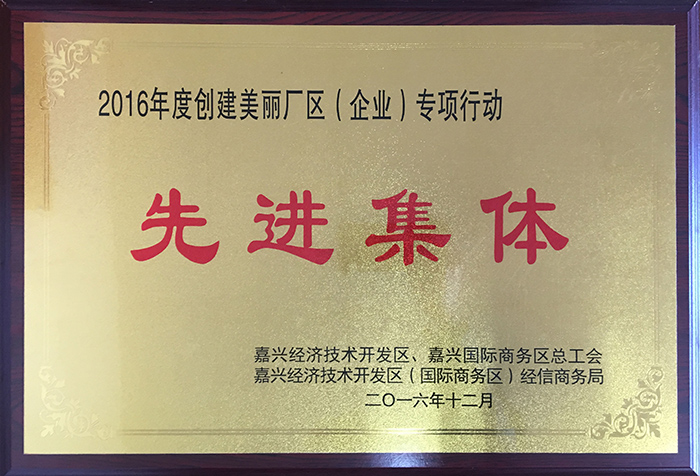 2016年度创建美丽厂区（企业）专项行动
先进集体
嘉兴经济技术开发区、嘉兴国际商务区总工会
嘉兴经济技术开发区（国际商务区）经信商务局
二〇一六年十二月